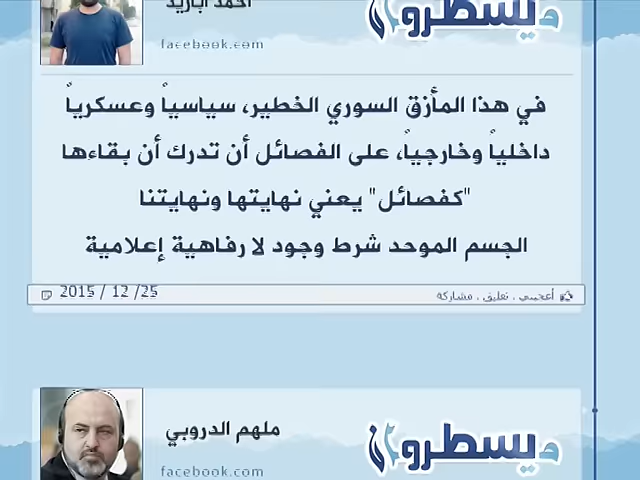 أحمد أبازيد
ويسطرون
facebook.com
في هذا المأزق السوري الخطير، سياسياً وعسكرياً
داخلياً وخارجياً، على الفصائل أن تدرك أن بقاءها
"كفصائل" يعني نهايتها ونهايتنا
الجسم الموحد شرط وجود لا رفاهية إعلامية
أعجبني . تعليق . مشاركة
2015 / 12 /25
ملهم الدروبي
ويسطرون
facebook.com